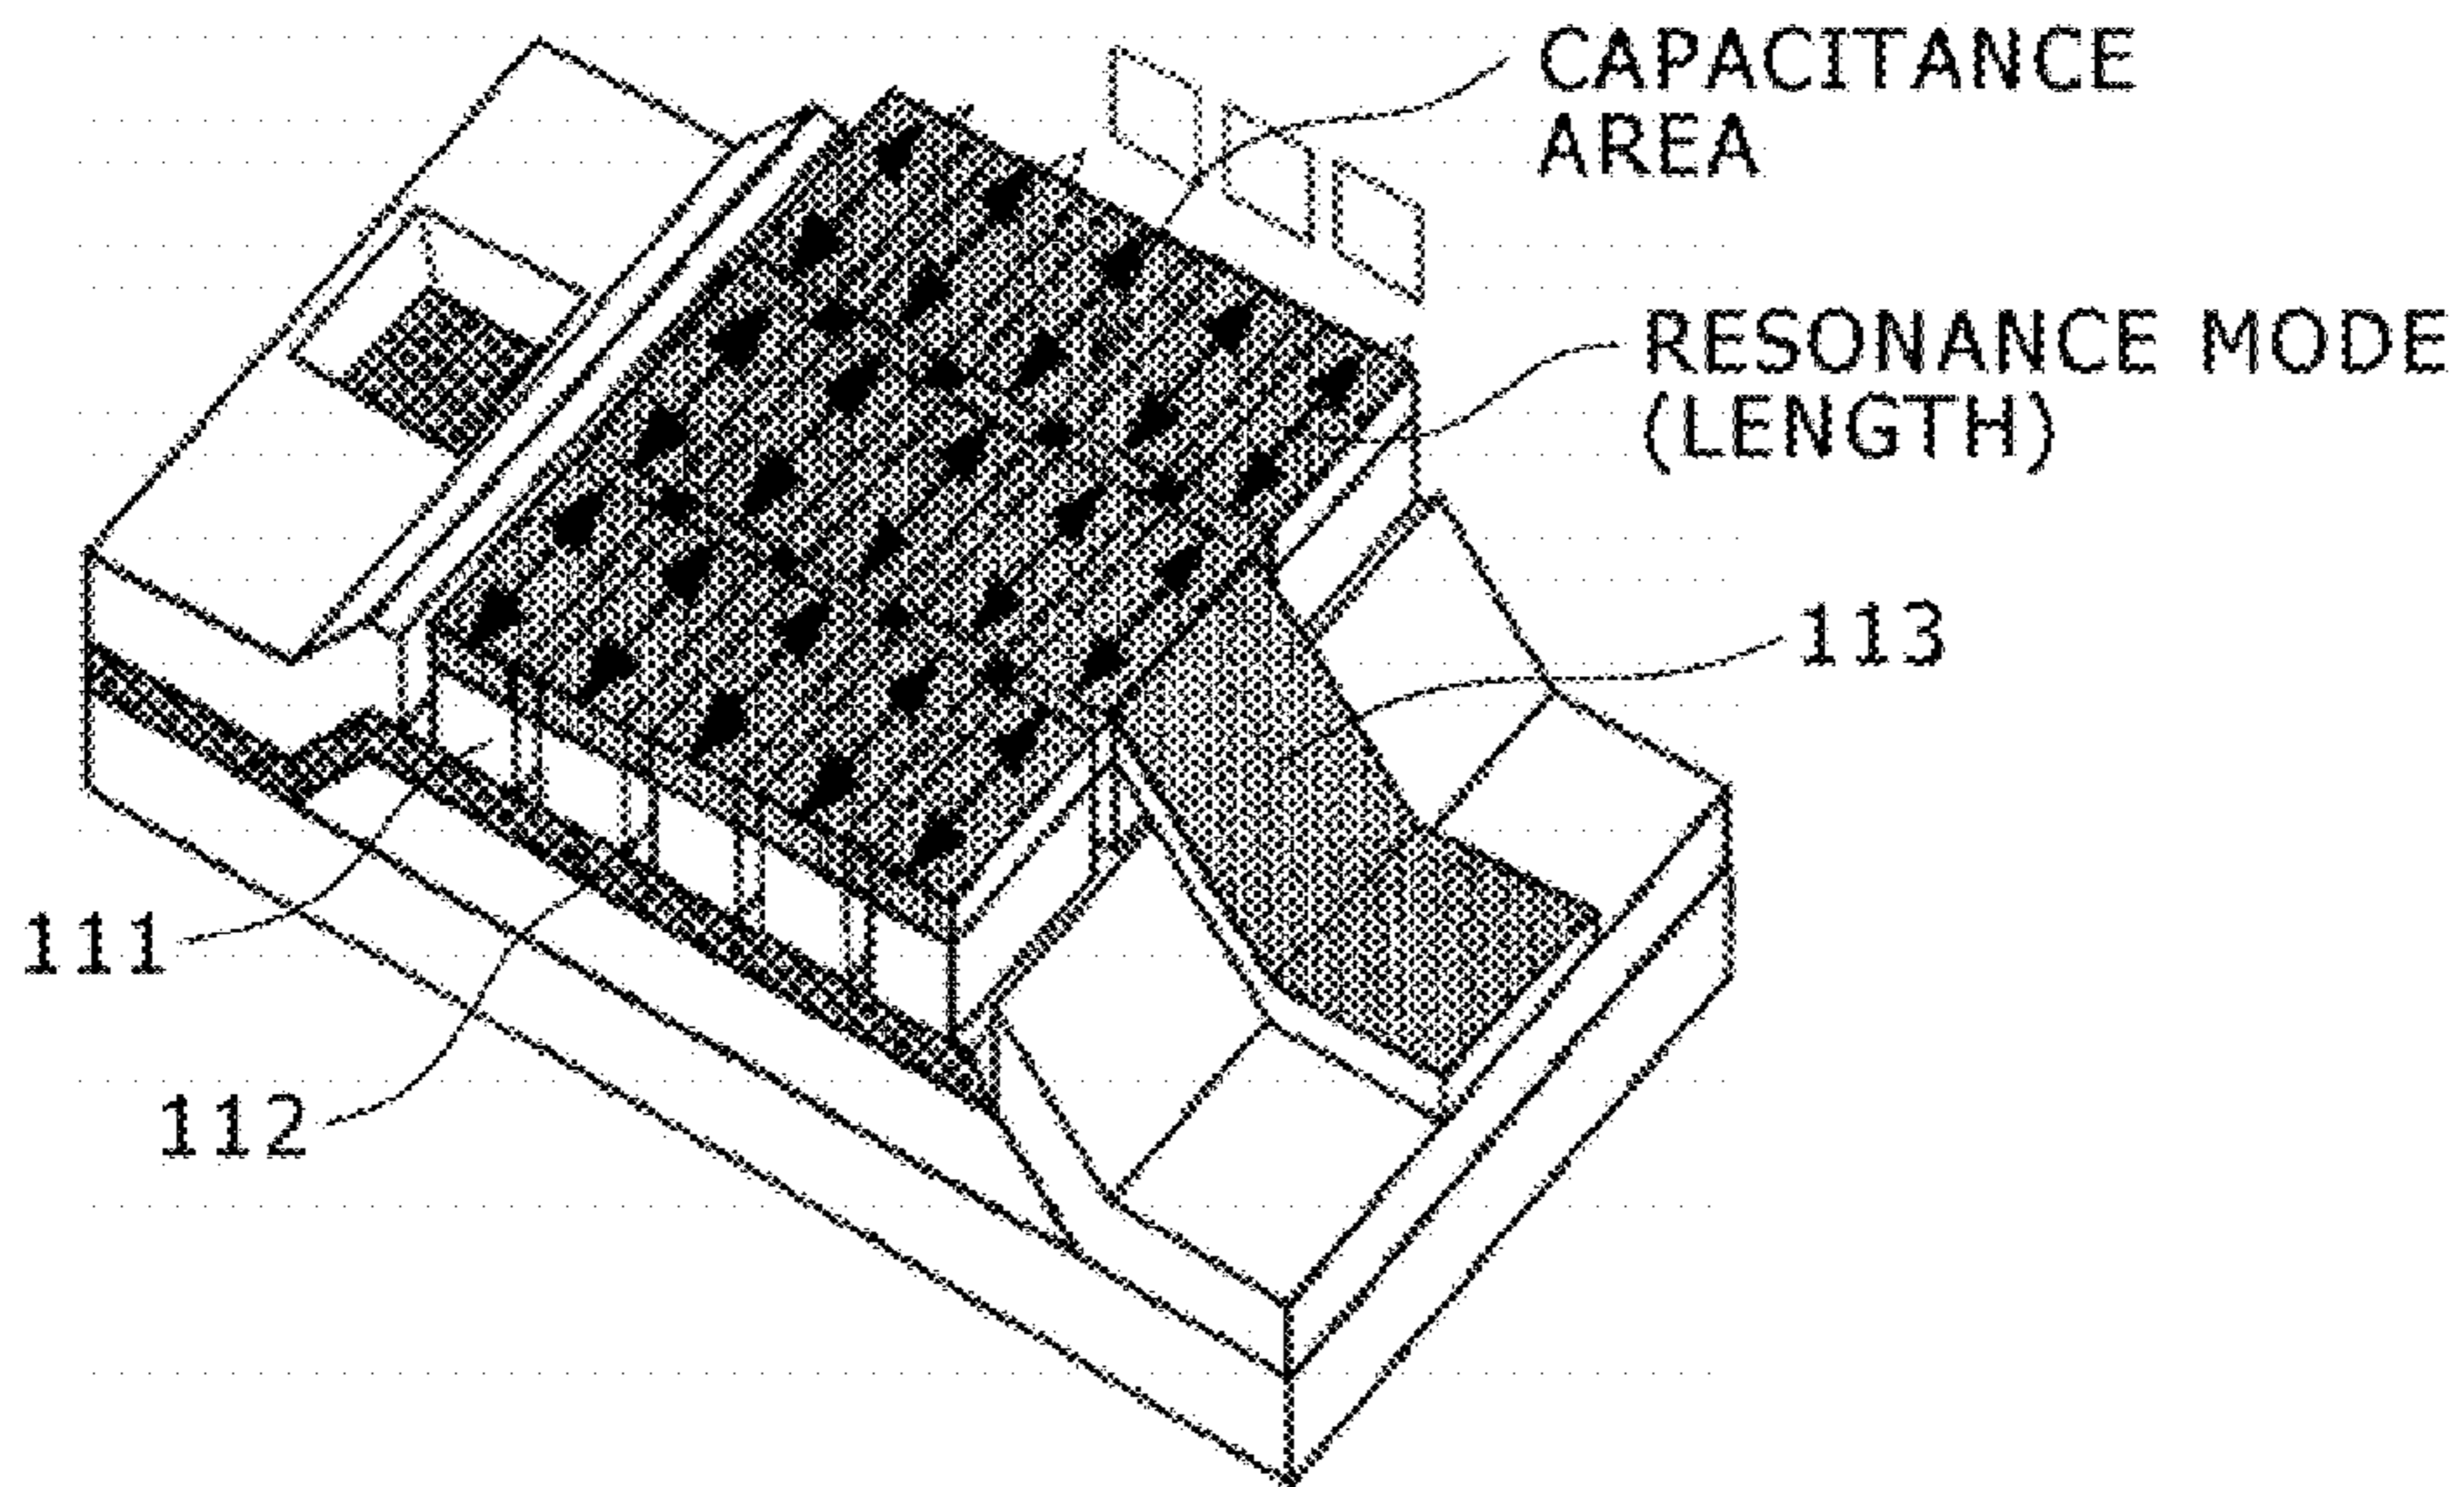 CAPACITANCE
AREA
RESONANCE MODE
(LENGTH)
113
111
112